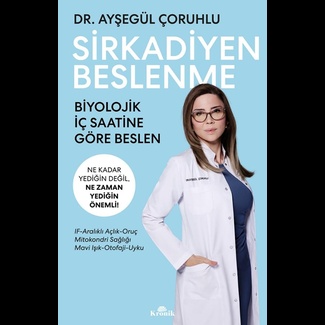 DR. AYŞEGÜL ÇORUHLU
SİRKADİYEN
BESLENME
BİYOLOJİK
İÇ SAATİNE
GÖRE BESLEN
NE KADAR
YEDİĞİN DEĞİL,
NE ZAMAN
YEDİĞİN
ÖNEMLİ!
IF-Aralıklı Açlık-Oruç
Mitokondri Sağlığı
Mavi Işık-Otofaji-Uyku
Kronik